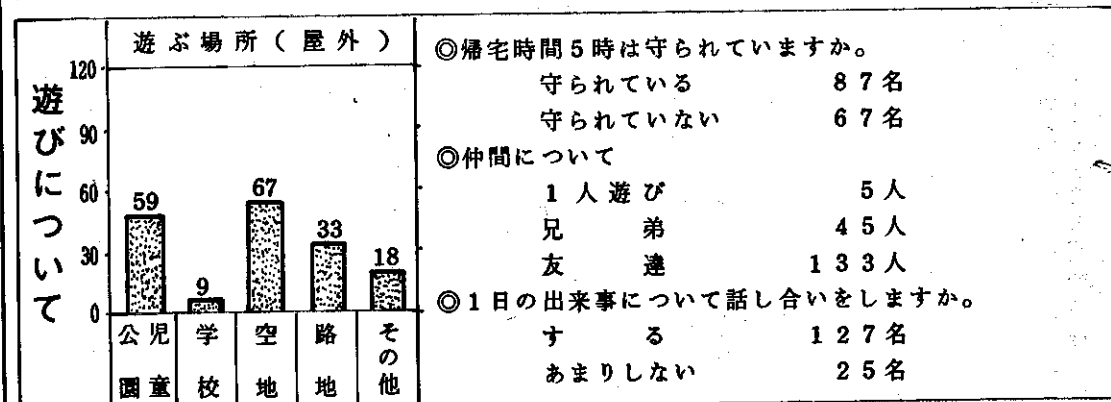 遊びについて
遊ぶ場所(屋外)
120
90
60
30
0
59
9
67
33
18
児童公園
学校
空地
路地
その他
◎帰宅時間5時は守られていますか。
守られている 87名
守られていない 67名
◎仲間について
1人遊び 5人
兄弟 45人
友達 133人
◎1日の出来事について話し合いをしますか。
する 127名
あまりしない 25名